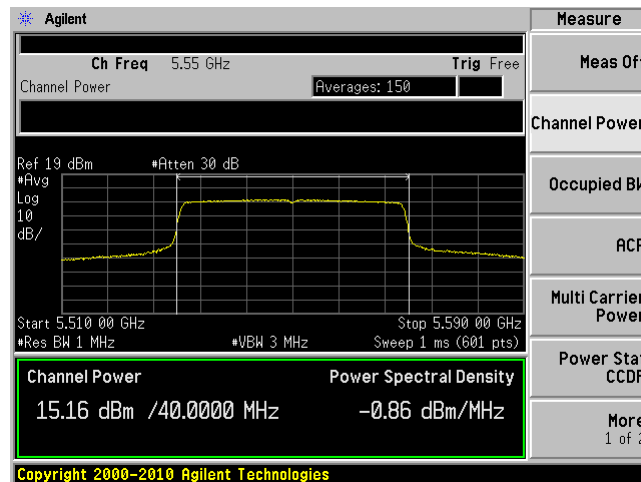 Agilent
Measure
Ch Freq 5.55 GHz Trig Free
Channel Power Averages: 150
Meas Of
Channel Power
Ref 19 dBm #Atten 30 dB
#Avg
Log
10
dB/
Occupied BW
ACP
Multi Carrier
Power
Start 5.510 00 GHz Stop 5.590 00 GHz
#Res BW 1 MHz #VBW 3 MHz Sweep 1 ms (601 pts)
Channel Power Power Spectral Density
15.16 dBm /40.0000 MHz -0.86 dBm/MHz
Power Stat
CCDF
More
1 of 2
Copyright 2000-2010 Agilent Technologies